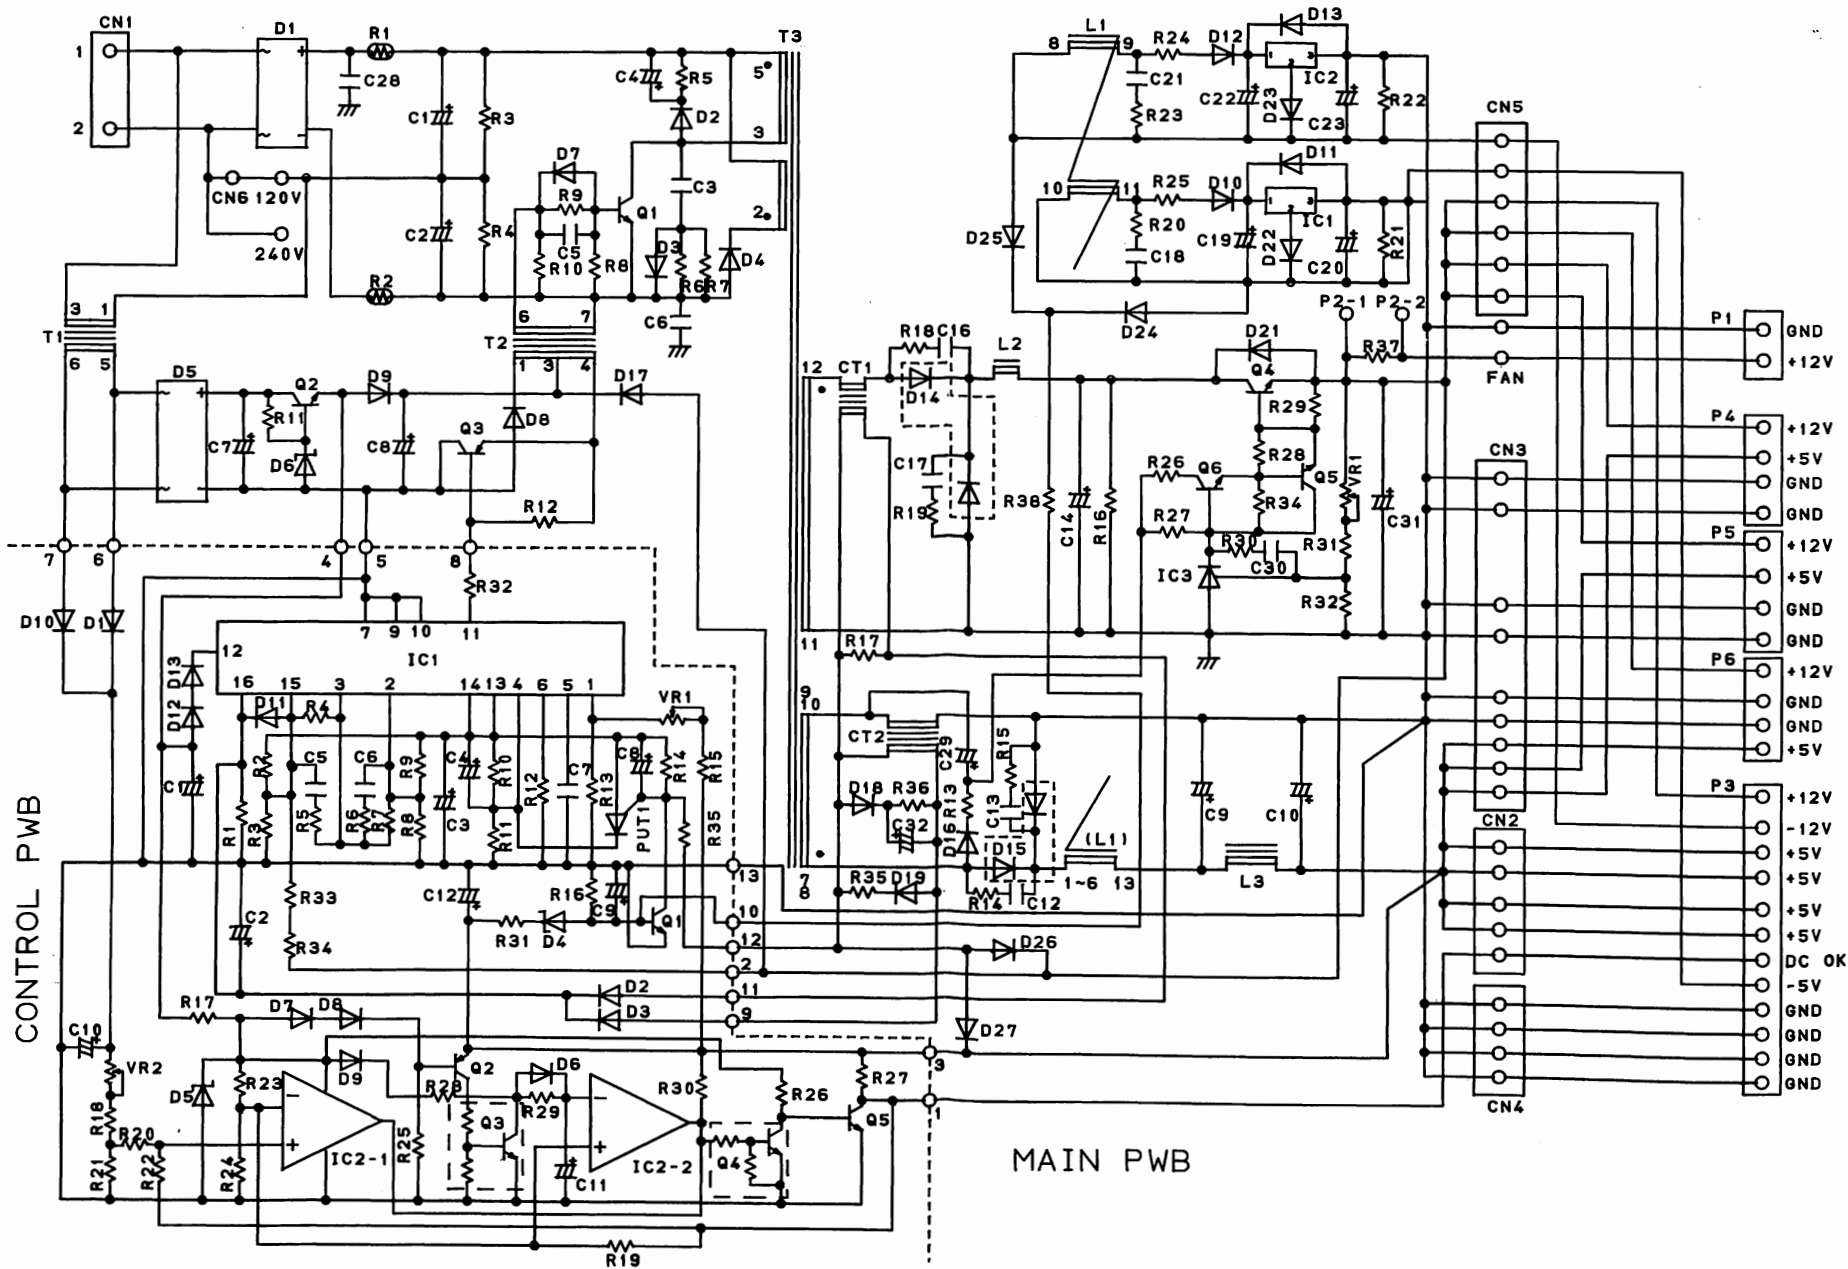 CN1
1
2
D1
~
+
~
−
R1
C28
C1
R3
C4
R5
D2
T3
5
3
2
CN6 120V
240V
C2
R4
D7
R9
C5
R10
R8
Q1
C3
D3
R6
R7
D4
R2
C6
3 1
T1
6 5
6 7
T2
1 3 4
D5
~
+
~
−
Q2
D9
R11
C7
D6
C8
Q3
D8
D17
R12
7
6
4
5
8
R32
D10
D1
7 9 10 11
12
IC1
16 15 3 2 14 13 4 6 5 1
D13
D12
D11
R4
VR1
C1
R1
R2
R3
C5
R5
C6
R6
R7
R9
R8
C4
C3
R10
R11
R12
C7
R13
C8
R14
PUT1
R15
R35
C12
R16
C9
Q1
R31
D4
C2
R33
R34
13
10
12
2
11
9
D2
D3
CONTROL PWB
R17
D7
D8
C10
VR2
R18
R20
R21
R22
D5
R23
R24
D9
−
+
IC2-1
R25
R28
Q2
Q3
D6
R29
C11
−
+
IC2-2
R30
R26
Q4
R27
Q5
R19
3
1
MAIN PWB
L1
8 9
R24
D12
D13
1 3
2
IC2
C21
R23
C22
D23
C23
R22
10 11
R25
D10
D11
1 3
2
IC1
R20
C18
C19
D22
C20
R21
D25
D24
P2-1 P2-2
R37
FAN
12
CT1
R18
C16
D14
L2
C17
R19
R38
C14
R16
D21
Q4
R29
R28
R26
Q6
Q5
R34
R27
R30
C30
IC3
VR1
R31
R32
C31
11
R17
9
10
CT2
C29
D18
R36
C32
R35
D19
R13
D16
R15
C13
D15
R14
C12
7
8
(L1)
1~6 13
C9
C10
L3
D26
D27
CN5
CN3
CN2
CN4
P1
GND
+12V
P4
+12V
+5V
GND
GND
P5
+12V
+5V
GND
GND
P6
+12V
GND
GND
+5V
P3
+12V
-12V
+5V
+5V
+5V
+5V
DC OK
-5V
GND
GND
GND
GND